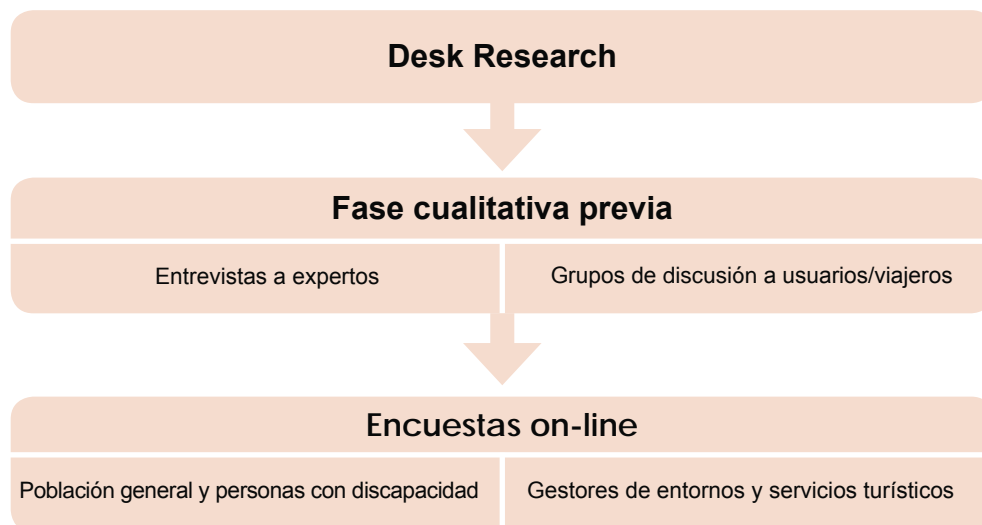 Desk Research
Fase cualitativa previa
Entrevistas a expertos
Grupos de discusión a usuarios/viajeros
Encuestas on-line
Población general y personas con discapacidad
Gestores de entornos y servicios turísticos